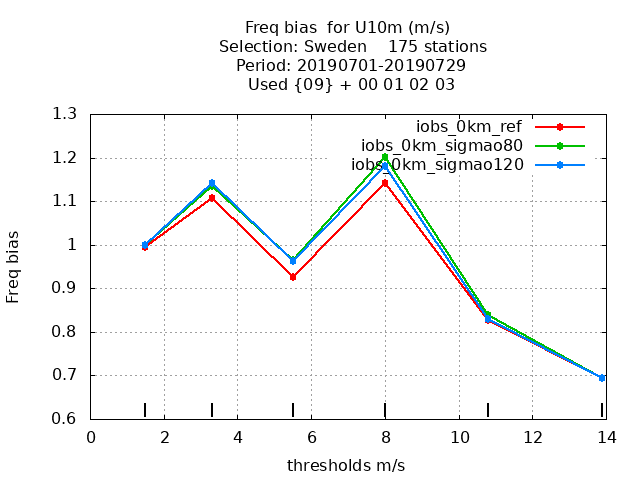 Freq bias  for U10m (m/s)
Selection: Sweden    175 stations
Period: 20190701-20190729
Used {09} + 00 01 02 03
iobs_0km_ref
iobs_0km_sigmao80
iobs_0km_sigmao120
Freq bias
1.3
1.2
1.1
1
0.9
0.8
0.7
0.6
0 2 4 6 8 10 12 14
thresholds m/s